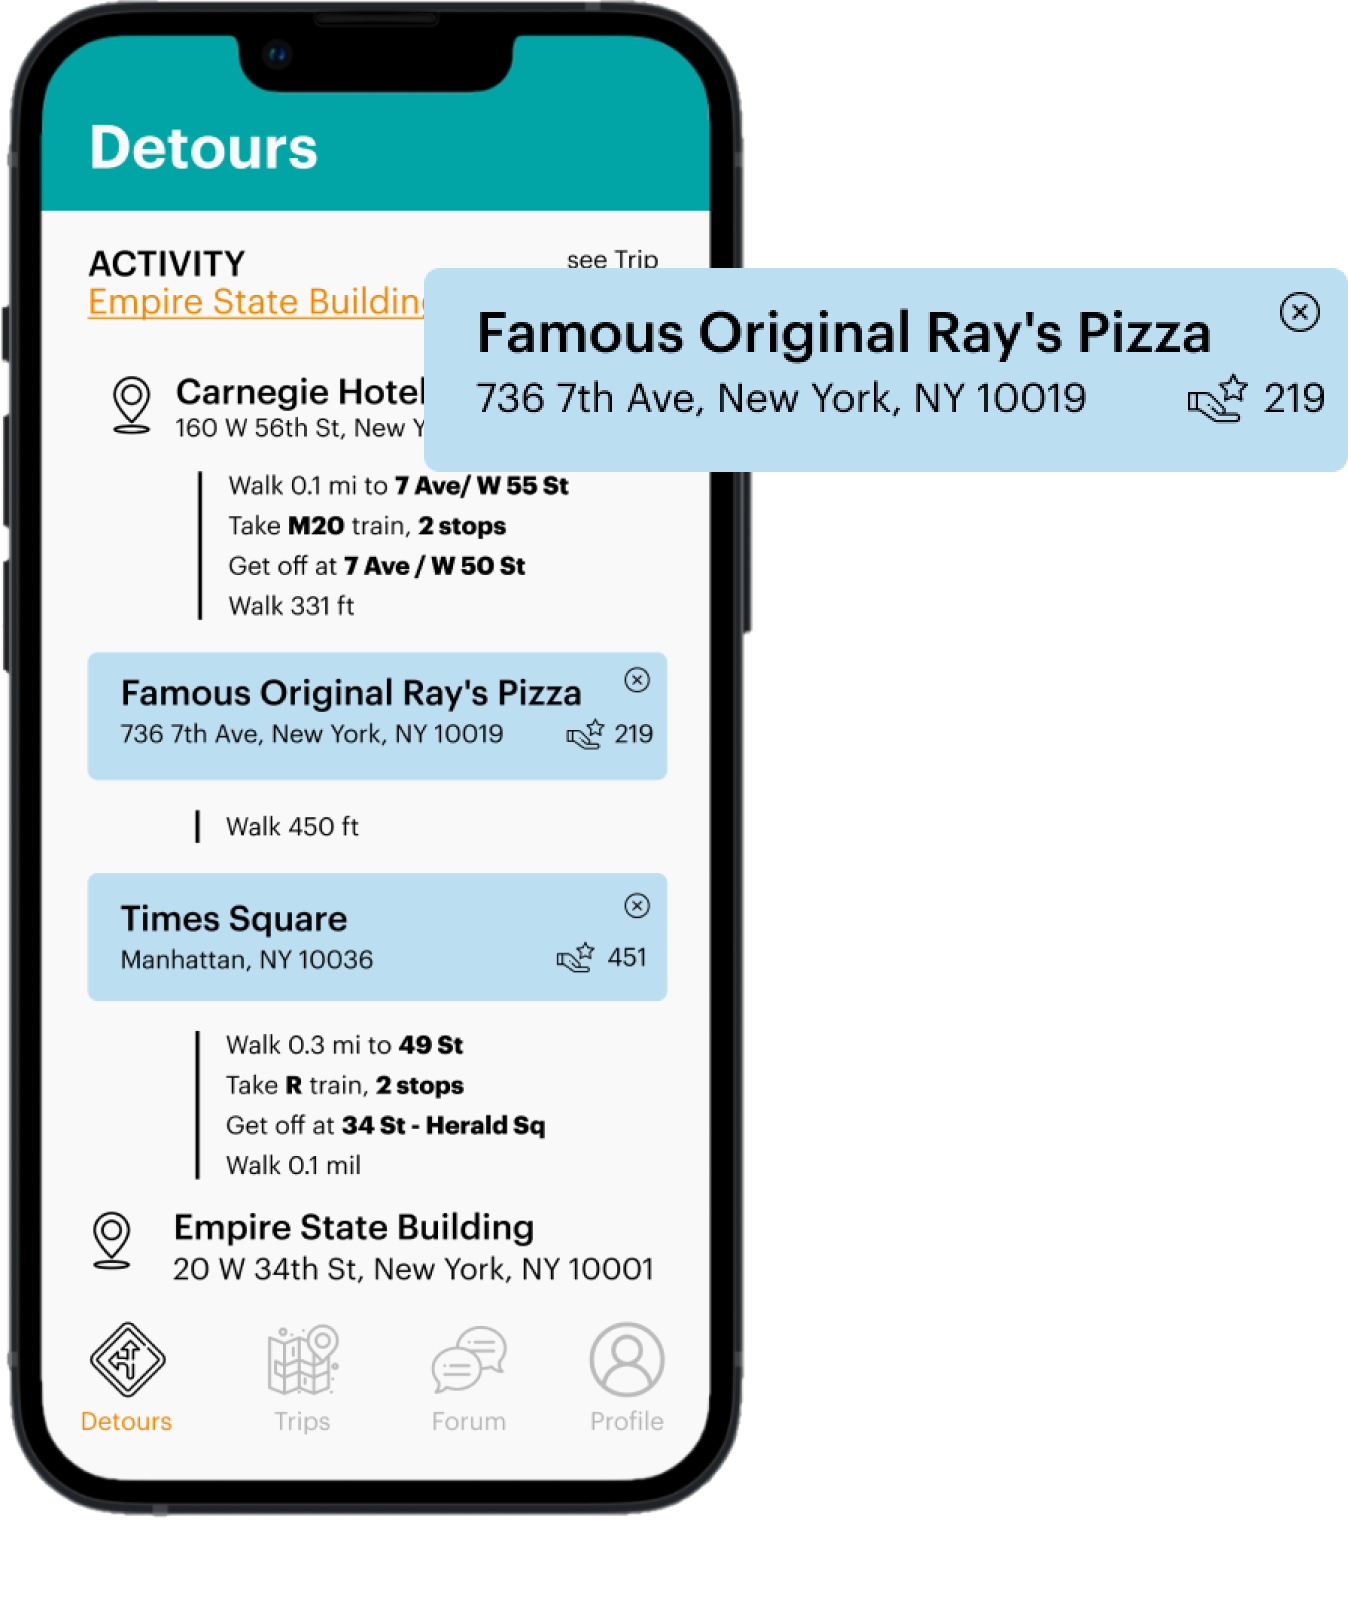 Detours
ACTIVITY
see Trip
Empire State Building
Famous Original Ray's Pizza
736 7th Ave, New York, NY 10019
219
Carnegie Hotel
160 W 56th St, New Y
Walk 0.1 mi to 7 Ave/ W 55 St
Take M20 train, 2 stops
Get off at 7 Ave / W 50 St
Walk 331 ft
Famous Original Ray's Pizza
736 7th Ave, New York, NY 10019
219
Walk 450 ft
Times Square
Manhattan, NY 10036
451
Walk 0.3 mi to 49 St
Take R train, 2 stops
Get off at 34 St - Herald Sq
Walk 0.1 mil
Empire State Building
20 W 34th St, New York, NY 10001
Detours
Trips
Forum
Profile